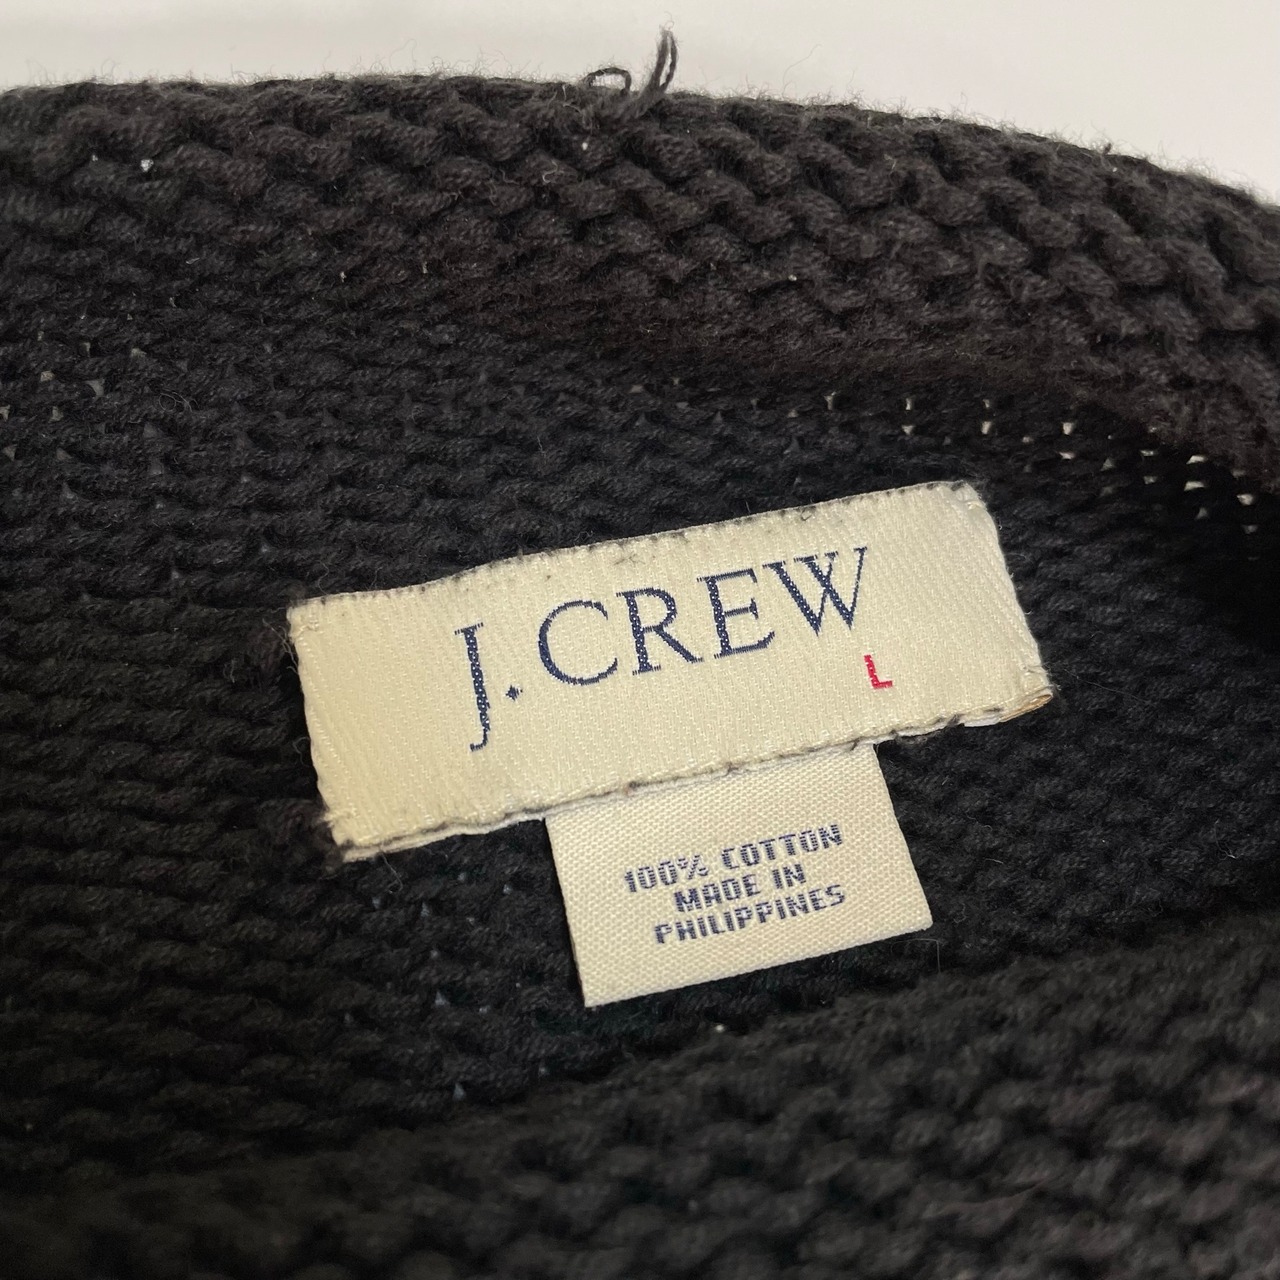 J. CREW
L
100% COTTON
MADE IN
PHILIPPINES